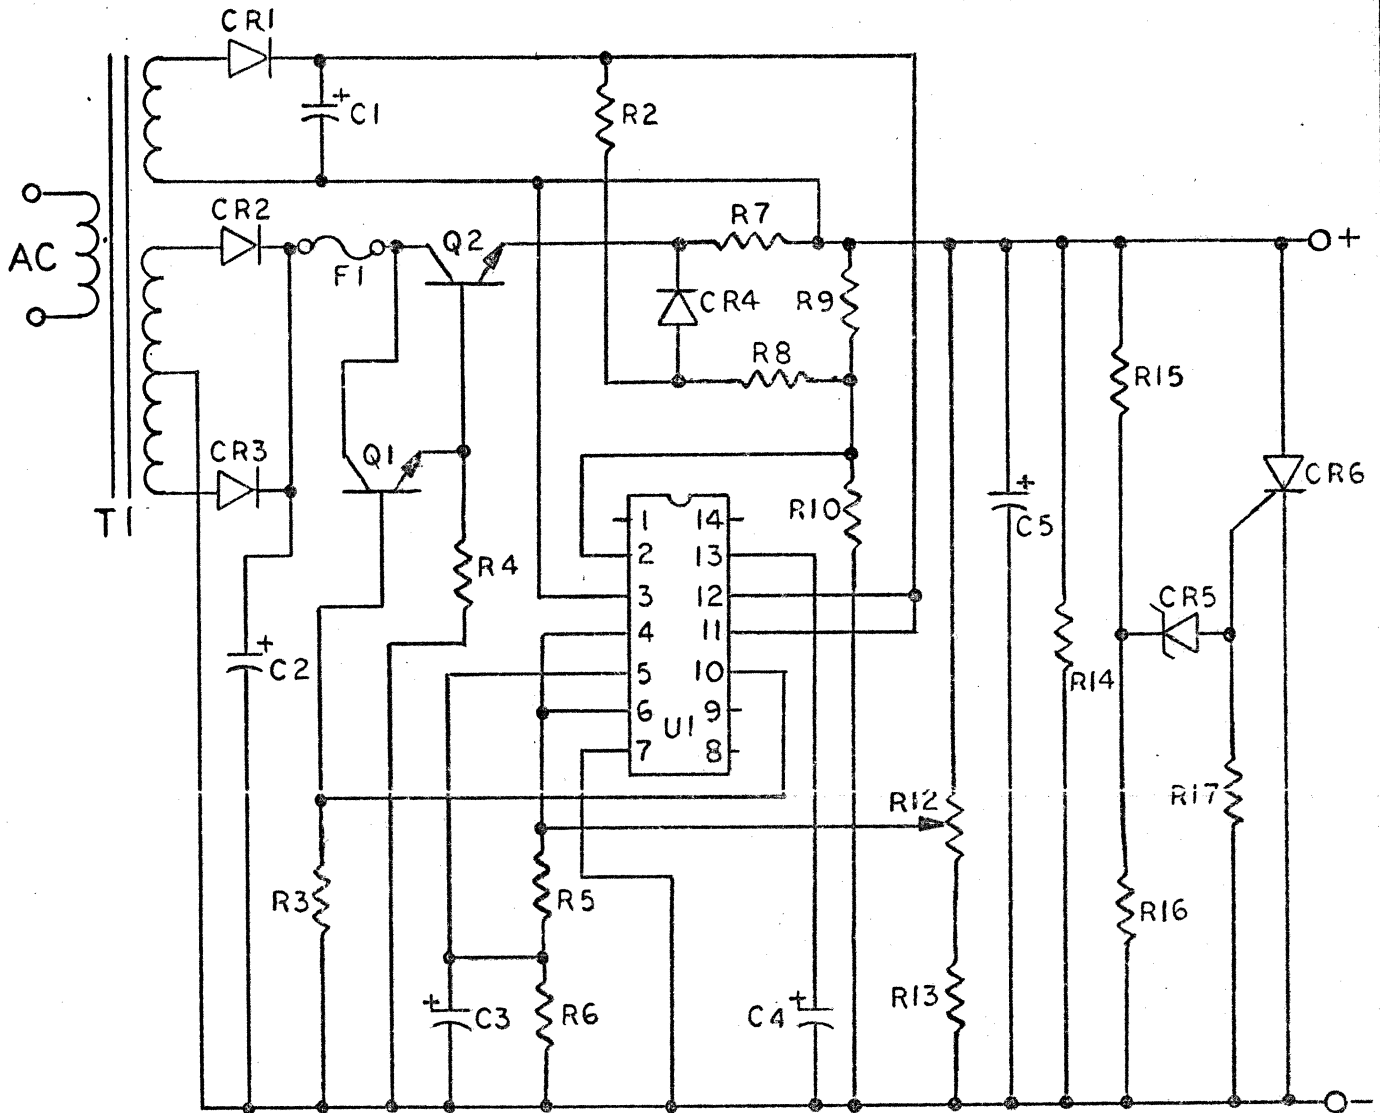 CR1
+
C1
R2
CR2
R7
AC
F1
Q2
+
CR4
R9
R8
R15
CR3
Q1
CR6
T1
R10
+
C5
1
14
2
13
R4
3
12
CR5
4
11
+
C2
5
10
R14
6
9
U1
7
8
R12
R17
R3
R5
R16
+
C3
R6
+
C4
R13
-